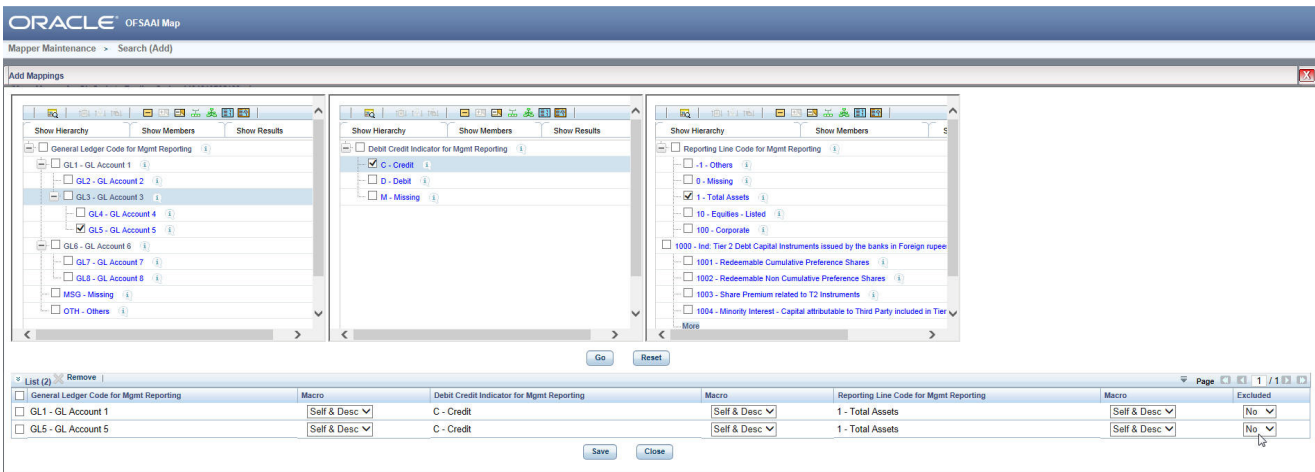 ORACLE® OFSAAI Map
Mapper Maintenance > Search (Add)
Add Mappings
X
Show Hierarchy Show Members Show Results
General Ledger Code for Mgmt Reporting
GL1 - GL Account 1
GL2 - GL Account 2
GL3 - GL Account 3
GL4 - GL Account 4
GL5 - GL Account 5
GL6 - GL Account 6
GL7 - GL Account 7
GL8 - GL Account 8
MSG - Missing
OTH - Others
Show Hierarchy Show Members Show Results
Debit Credit Indicator for Mgmt Reporting
C - Credit
D - Debit
M - Missing
Show Hierarchy Show Members S
Reporting Line Code for Mgmt Reporting
-1 - Others
0 - Missing
1 - Total Assets
10 - Equities - Listed
100 - Corporate
1000 - Ind: Tier 2 Debt Capital Instruments issued by the banks in Foreign rupee
1001 - Redeemable Cumulative Preference Shares
1002 - Redeemable Non Cumulative Preference Shares
1003 - Share Premium related to T2 Instruments
1004 - Minority Interest - Capital attributable to Third Party included in Tier
More
Go Reset
List (2) Remove Page 1 / 1
General Ledger Code for Mgmt Reporting Macro Debit Credit Indicator for Mgmt Reporting Macro Reporting Line Code for Mgmt Reporting Macro Excluded
GL1 - GL Account 1 Self & Desc C - Credit Self & Desc 1 - Total Assets Self & Desc No
GL5 - GL Account 5 Self & Desc C - Credit Self & Desc 1 - Total Assets Self & Desc No
Save Close